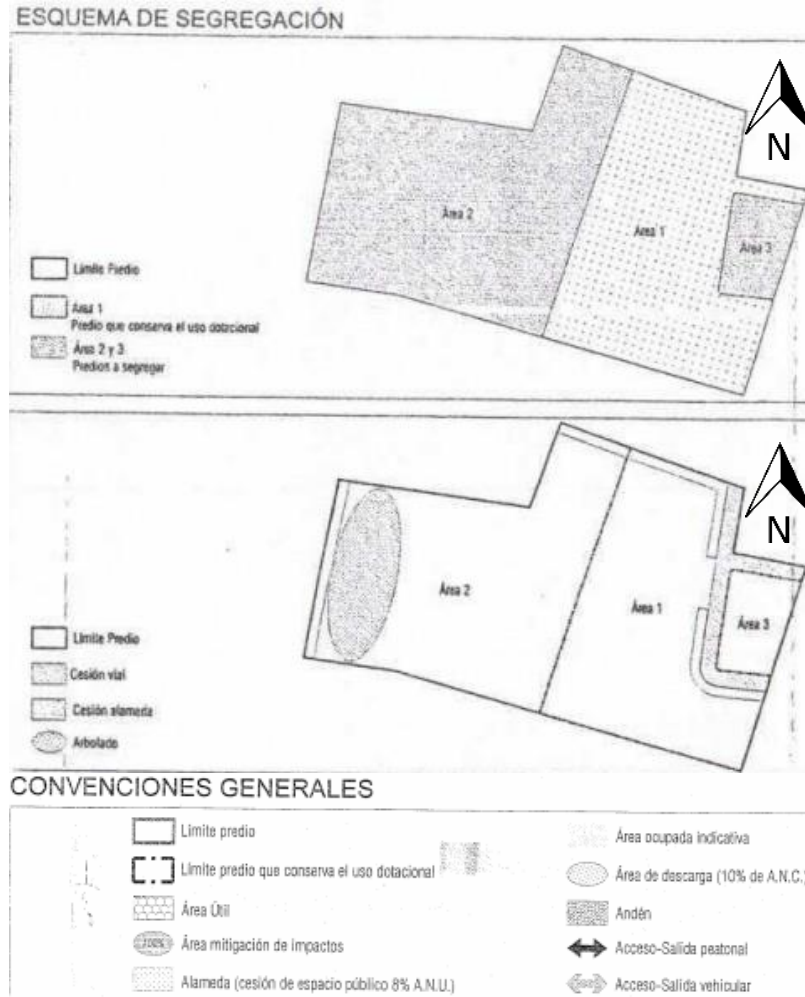 ESQUEMA DE SEGREGACIÓN
N
Área 2
Área 1
Área 3
Límite Predio
Área 1
Predio que conserva el uso dotacional
Área 2 y 3
Predios a segregar
N
Área 2
Área 1
Área 3
Límite Predio
Cesión vial
Cesión alameda
Arbolado
CONVENCIONES GENERALES
Límite predio
Límite predio que conserva el uso dotacional
Área Útil
Área mitigación de impactos
Alameda (cesión de espacio público 8% A.N.U.)
Área ocupada indicativa
Área de descarga (10% de A.N.C.)
Andén
Acceso-Salida peatonal
Acceso-Salida vehicular